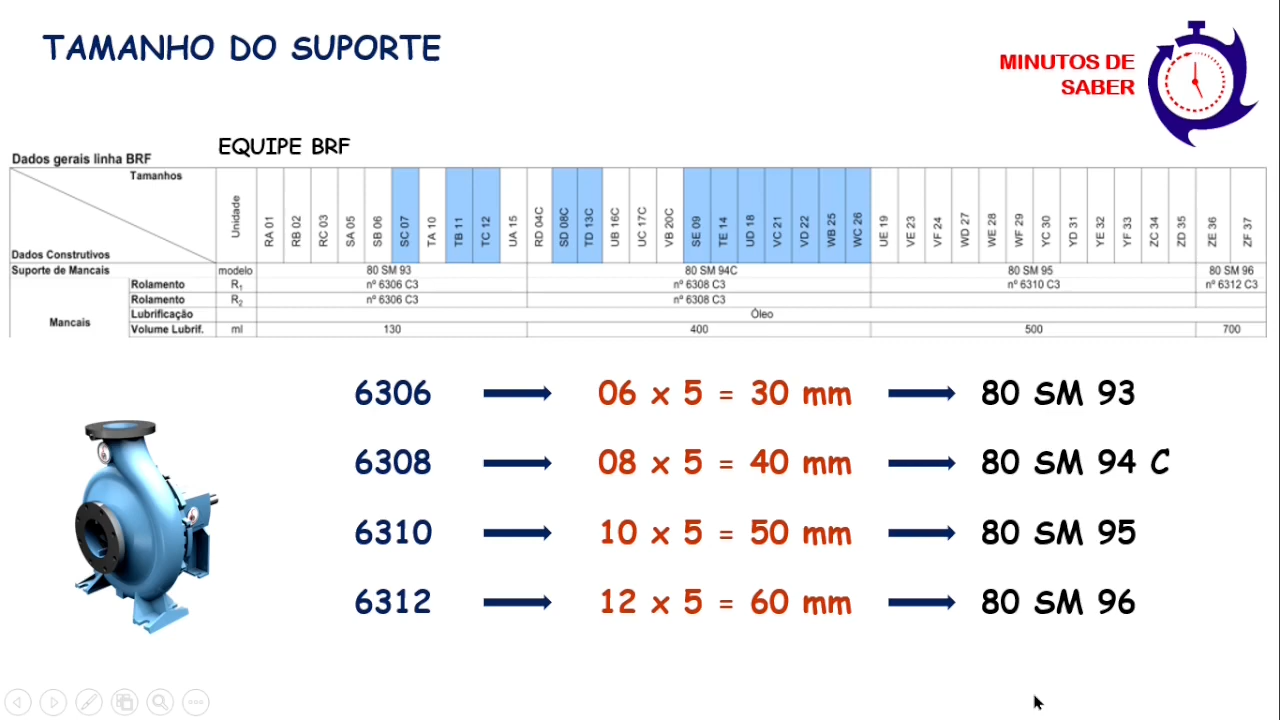 TAMANHO DO SUPORTE
MINUTOS DE
SABER
EQUIPE BRF
Dados gerais linha BRF
Tamanhos
Dados Construtivos
Unidade
RA 01
RB 02
RC 03
SA 05
SB 06
SC 07
TA 10
TB 11
TC 12
UA 15
RD 04C
SD 08C
TD 13C
UB 16C
UC 17C
VB 20C
SE 09
TE 14
UD 18
VC 21
VD 22
WB 25
WC 26
UE 19
VE 23
VF 24
WD 27
WE 28
WF 29
YC 30
YD 31
YE 32
YF 33
ZC 34
ZD 35
ZE 36
ZF 37
Suporte de Mancais modelo 80 SM 93 80 SM 94C 80 SM 95 80 SM 96
Mancais
Rolamento R1 nº 6306 C3 nº 6308 C3 nº 6310 C3 nº 6312 C3
Rolamento R2 nº 6306 C3 nº 6308 C3
Lubrificação Óleo
Volume Lubrif. ml 130 400 500 700
6306 06 x 5 = 30 mm 80 SM 93
6308 08 x 5 = 40 mm 80 SM 94 C
6310 10 x 5 = 50 mm 80 SM 95
6312 12 x 5 = 60 mm 80 SM 96